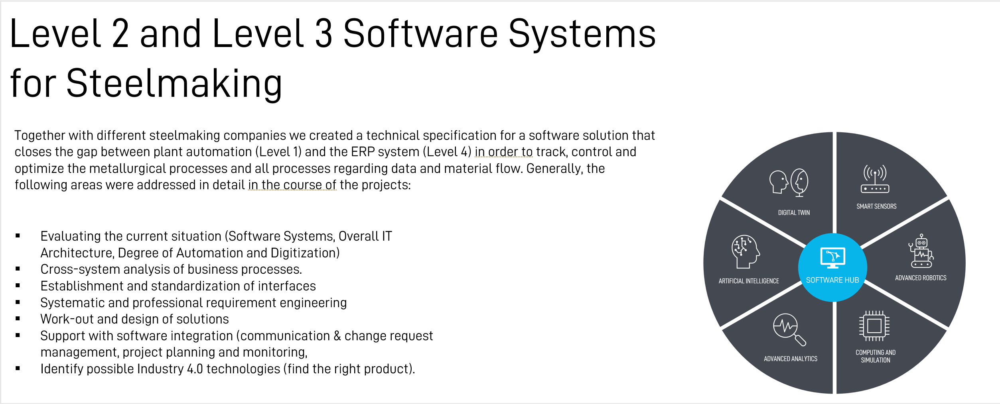 Level 2 and Level 3 Software Systems
for Steelmaking
Together with different steelmaking companies we created a technical specification for a software solution that
closes the gap between plant automation (Level 1) and the ERP system (Level 4) in order to track, control and
optimize the metallurgical processes and all processes regarding data and material flow. Generally, the
following areas were addressed in detail in the course of the projects:
▪ Evaluating the current situation (Software Systems, Overall IT
Architecture, Degree of Automation and Digitization)
▪ Cross-system analysis of business processes.
▪ Establishment and standardization of interfaces
▪ Systematic and professional requirement engineering
▪ Work-out and design of solutions
▪ Support with software integration (communication & change request
management, project planning and monitoring,
▪ Identify possible Industry 4.0 technologies (find the right product).
DIGITAL TWIN
SMART SENSORS
ARTIFICIAL INTELLIGENCE
SOFTWARE HUB
ADVANCED ROBOTICS
ADVANCED ANALYTICS
COMPUTING AND
SIMULATION